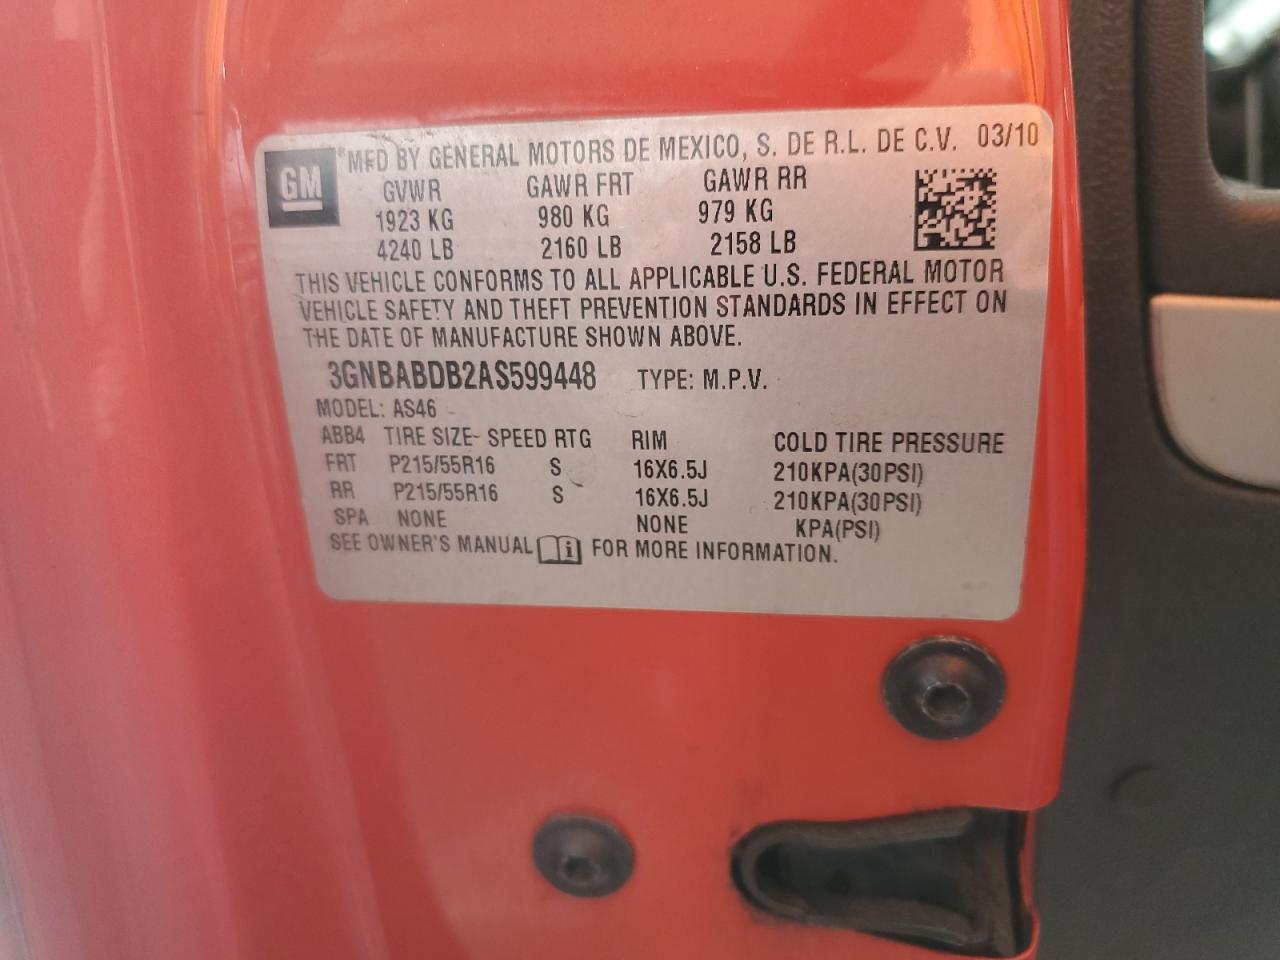 GM ® MFD BY GENERAL MOTORS DE MEXICO, S. DE R.L. DE C.V. 03/10
GVWR GAWR FRT GAWR RR
1923 KG 980 KG 979 KG
4240 LB 2160 LB 2158 LB
THIS VEHICLE CONFORMS TO ALL APPLICABLE U.S. FEDERAL MOTOR
VEHICLE SAFETY AND THEFT PREVENTION STANDARDS IN EFFECT ON
THE DATE OF MANUFACTURE SHOWN ABOVE.
3GNBABDB2AS599448 TYPE: M.P.V.
MODEL: AS46
ABB4 TIRE SIZE- SPEED RTG RIM COLD TIRE PRESSURE
FRT P215/55R16 S 16X6.5J 210KPA(30PSI)
RR P215/55R16 S 16X6.5J 210KPA(30PSI)
SPA NONE NONE KPA(PSI)
SEE OWNER'S MANUAL i FOR MORE INFORMATION.